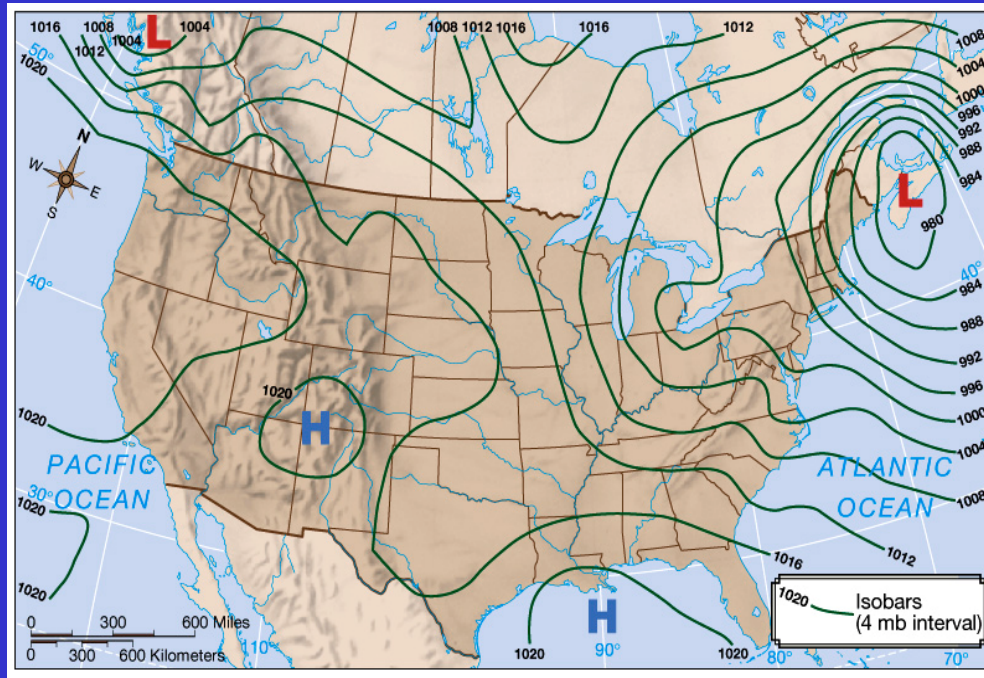 1016 1008 L 1004 1008 1012 1016 1016 1012 1008
1012 1004
50° 1004
1020 1000
996
992
N 988
W E L 984
S 980
40° 40°
984
988
992
1020 996
H 1000
1020 1004
PACIFIC ATLANTIC
OCEAN OCEAN
30° 1008
1020
1012
1016
1020 H 1020 Isobars
(4 mb interval)
0 300 600 Miles
0 300 600 Kilometers
110° 1020 90° 1020 80° 70°